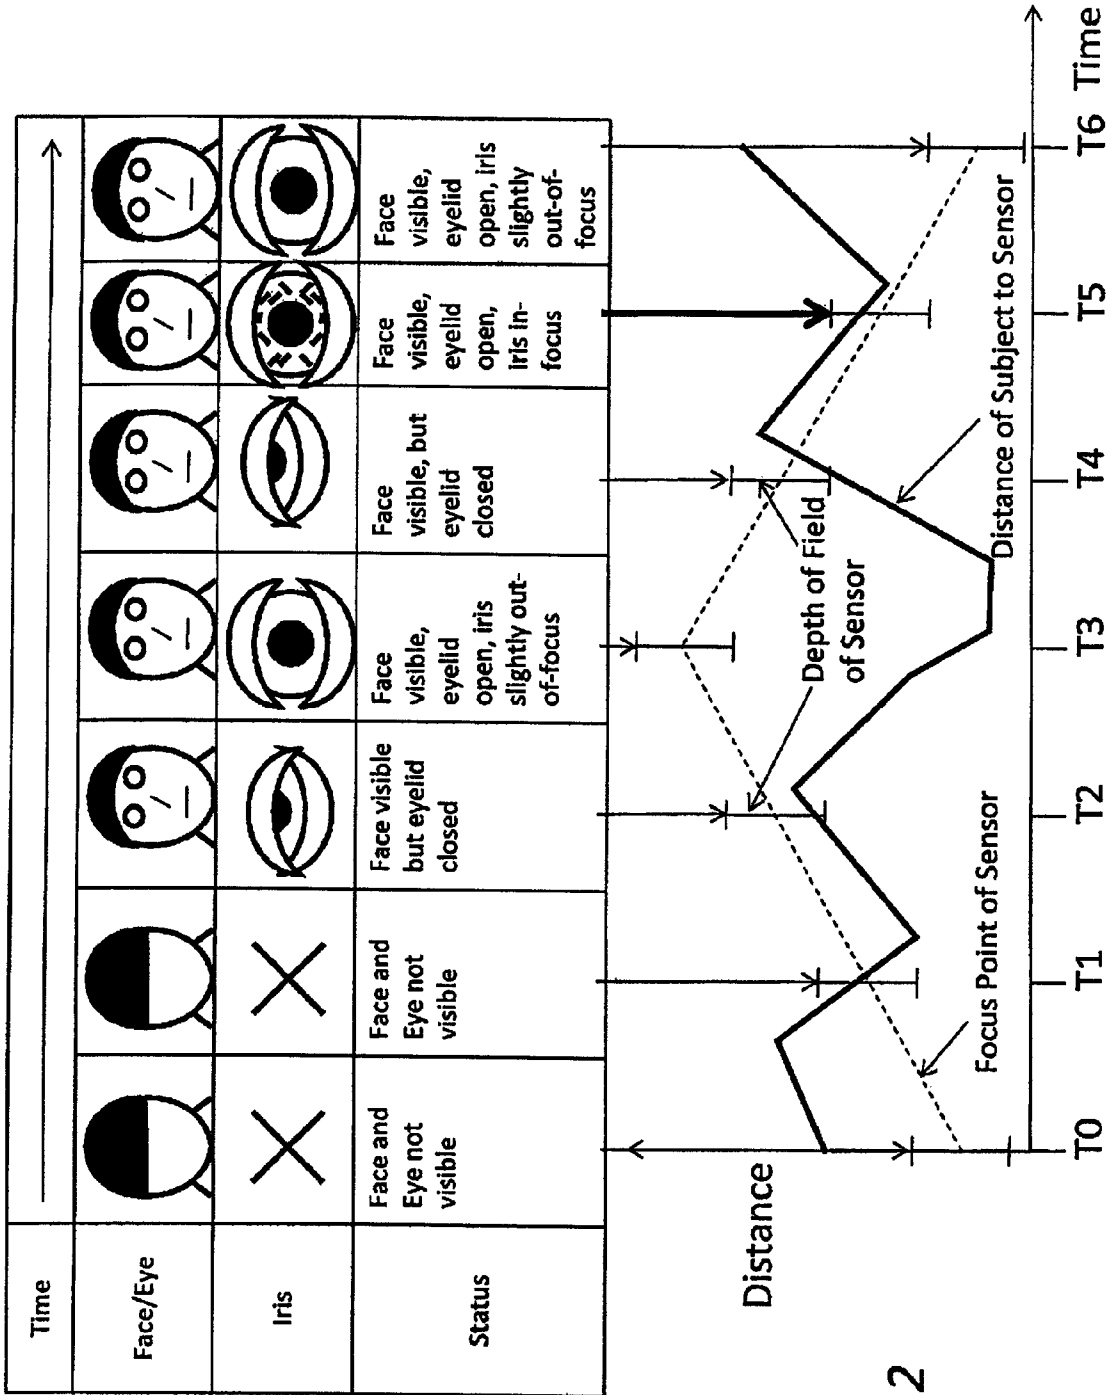 Time
Face/Eye
Iris
Status
Face and
Eye not
visible
Face and
Eye not
visible
Face visible
but eyelid
closed
Face
visible,
eyelid
open, iris
slightly out-
of-focus
Face
visible, but
eyelid
closed
Face
visible,
eyelid
open,
iris in-
focus
Face
visible,
eyelid
open, iris
slightly
out-of-
focus
Distance
Depth of Field
of Sensor
Focus Point of Sensor
Distance of Subject to Sensor
T0
T1
T2
T3
T4
T5
T6
Time
2